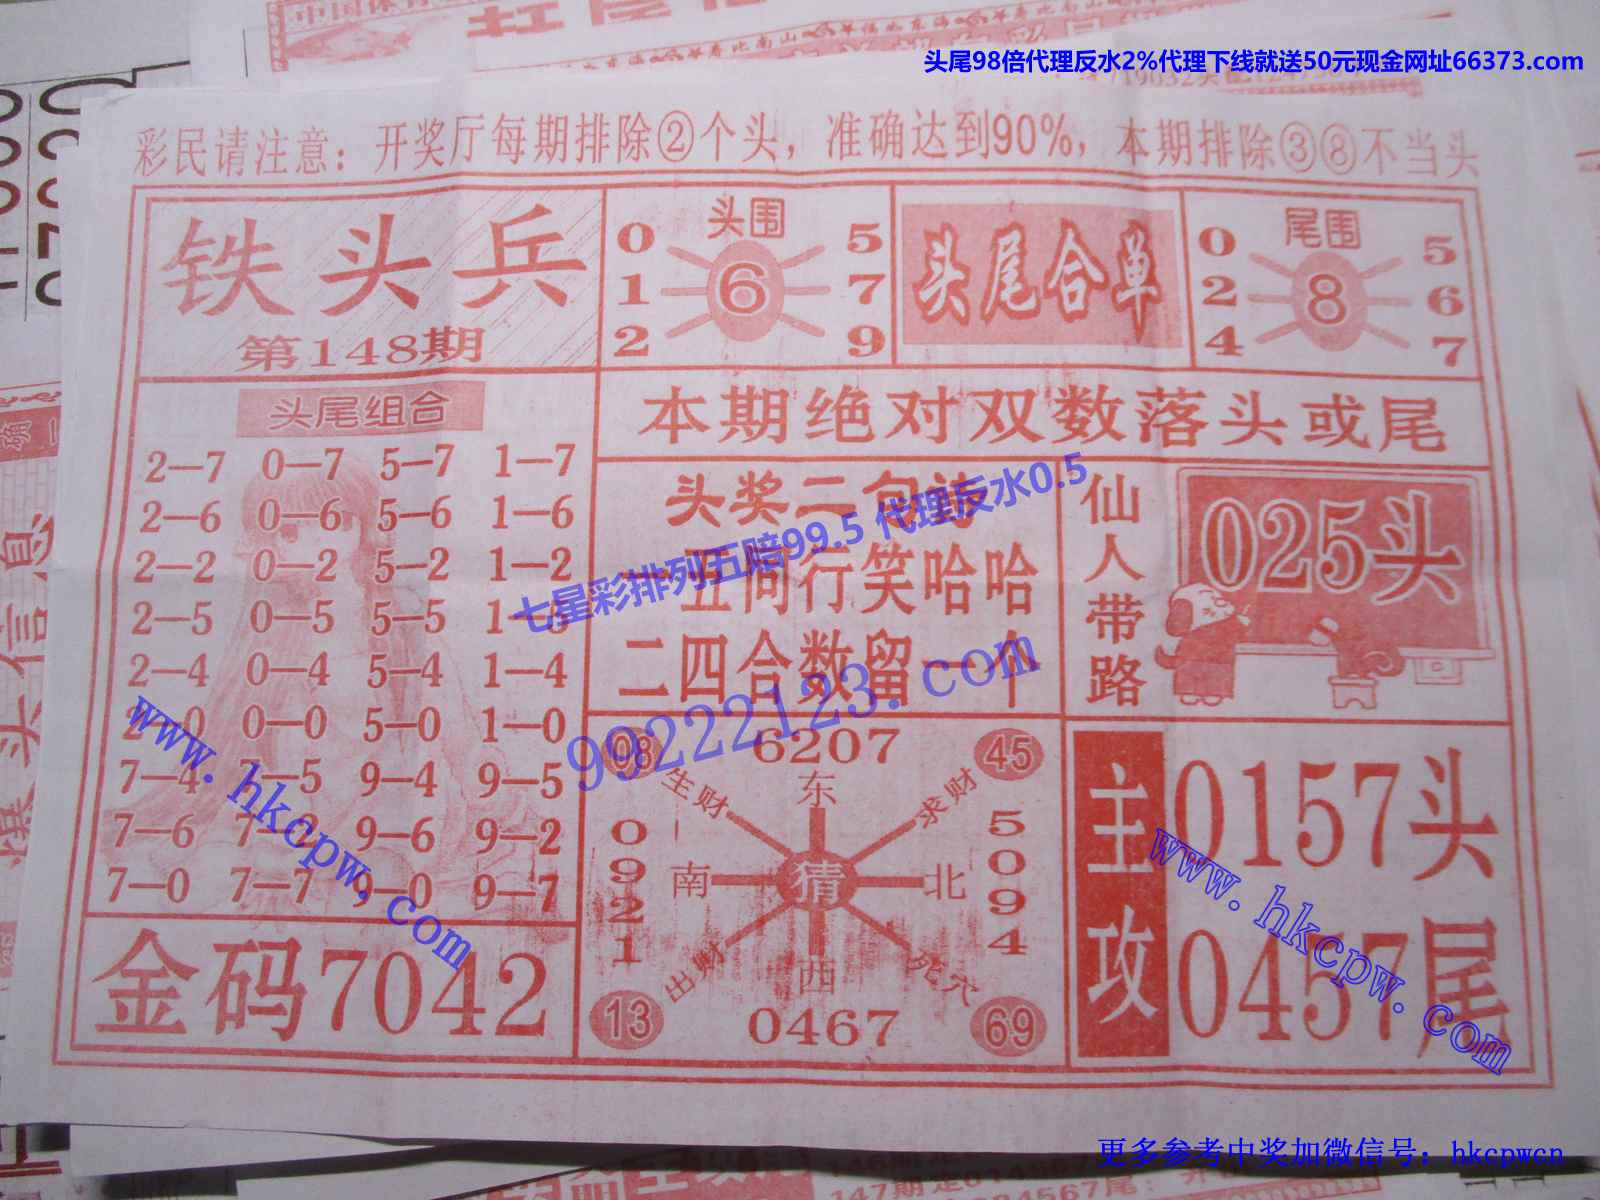 头尾98倍代理反水2%代理下线就送50元现金网址66373.com
彩民请注意：开奖厅每期排除②个头，准确达到90%，本期排除③⑧不当头
铁头兵
第148期
头围
0 5
1 6 7
2 9
头尾合单
尾围
0 5
2 8 6
4 7
头尾组合
2—7 0—7 5—7 1—7
2—6 0—6 5—6 1—6
2—2 0—2 5—2 1—2
2—5 0—5 5—5
2—4 0—4 5—4 1—4
0—0 5—0 1—0
7—4 7—5 9—4 9—5
7—6 9—6 9—2
7—0 7—7 9—0 9—7
金码7042
本期绝对双数落头或尾
头奖二句
五同行笑哈哈
二四合数留一个
七星彩排列五赔99.5 代理反水0.5
99222123.com
仙人带路
025头
08 6207 45
生财 东 求财
0921 南 猜 北 5094
出财 西 死穴
13 0467 69
主攻
0157头
0457尾
www.hkcpw.com
www.hkcpw.com
更多参考中奖加微信号：hkcpwcn